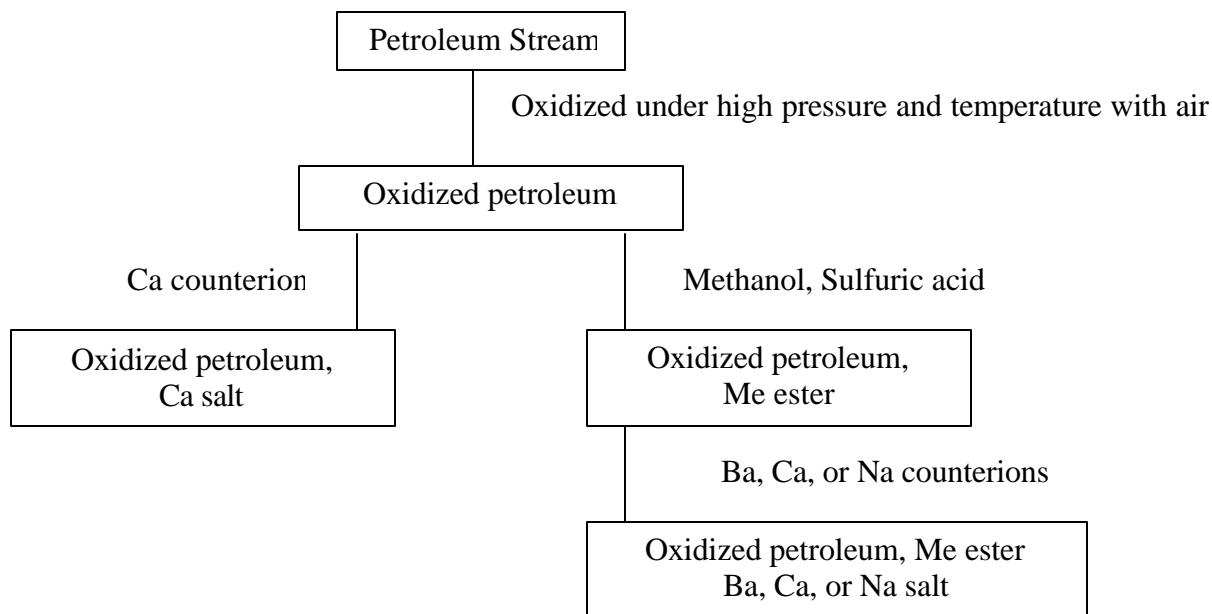 Petroleum Stream
Oxidized under high pressure and temperature with air
Oxidized petroleum
Ca counterion
Methanol, Sulfuric acid
Oxidized petroleum,
Ca salt
Oxidized petroleum,
Me ester
Ba, Ca, or Na counterions
Oxidized petroleum, Me ester
Ba, Ca, or Na salt